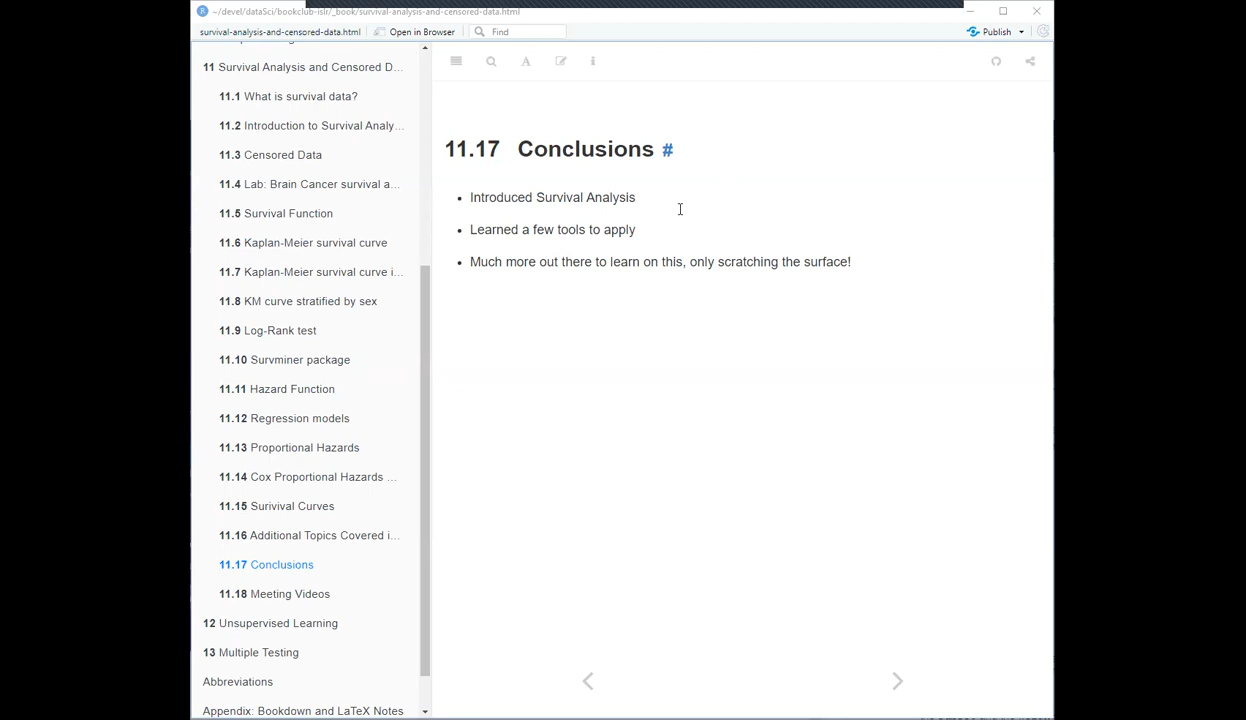 ~/devel/dataSci/bookclub-islr/_book/survival-analysis-and-censored-data.html
survival-analysis-and-censored-data.html
Open in Browser
Find
Publish
11 Survival Analysis and Censored D...
11.1 What is survival data?
11.2 Introduction to Survival Analy...
11.3 Censored Data
11.4 Lab: Brain Cancer survival a...
11.5 Survival Function
11.6 Kaplan-Meier survival curve
11.7 Kaplan-Meier survival curve i...
11.8 KM curve stratified by sex
11.9 Log-Rank test
11.10 Survminer package
11.11 Hazard Function
11.12 Regression models
11.13 Proportional Hazards
11.14 Cox Proportional Hazards ...
11.15 Surivival Curves
11.16 Additional Topics Covered i...
11.17 Conclusions
11.18 Meeting Videos
12 Unsupervised Learning
13 Multiple Testing
Abbreviations
Appendix: Bookdown and LaTeX Notes
11.17 Conclusions #
• Introduced Survival Analysis
• Learned a few tools to apply
• Much more out there to learn on this, only scratching the surface!